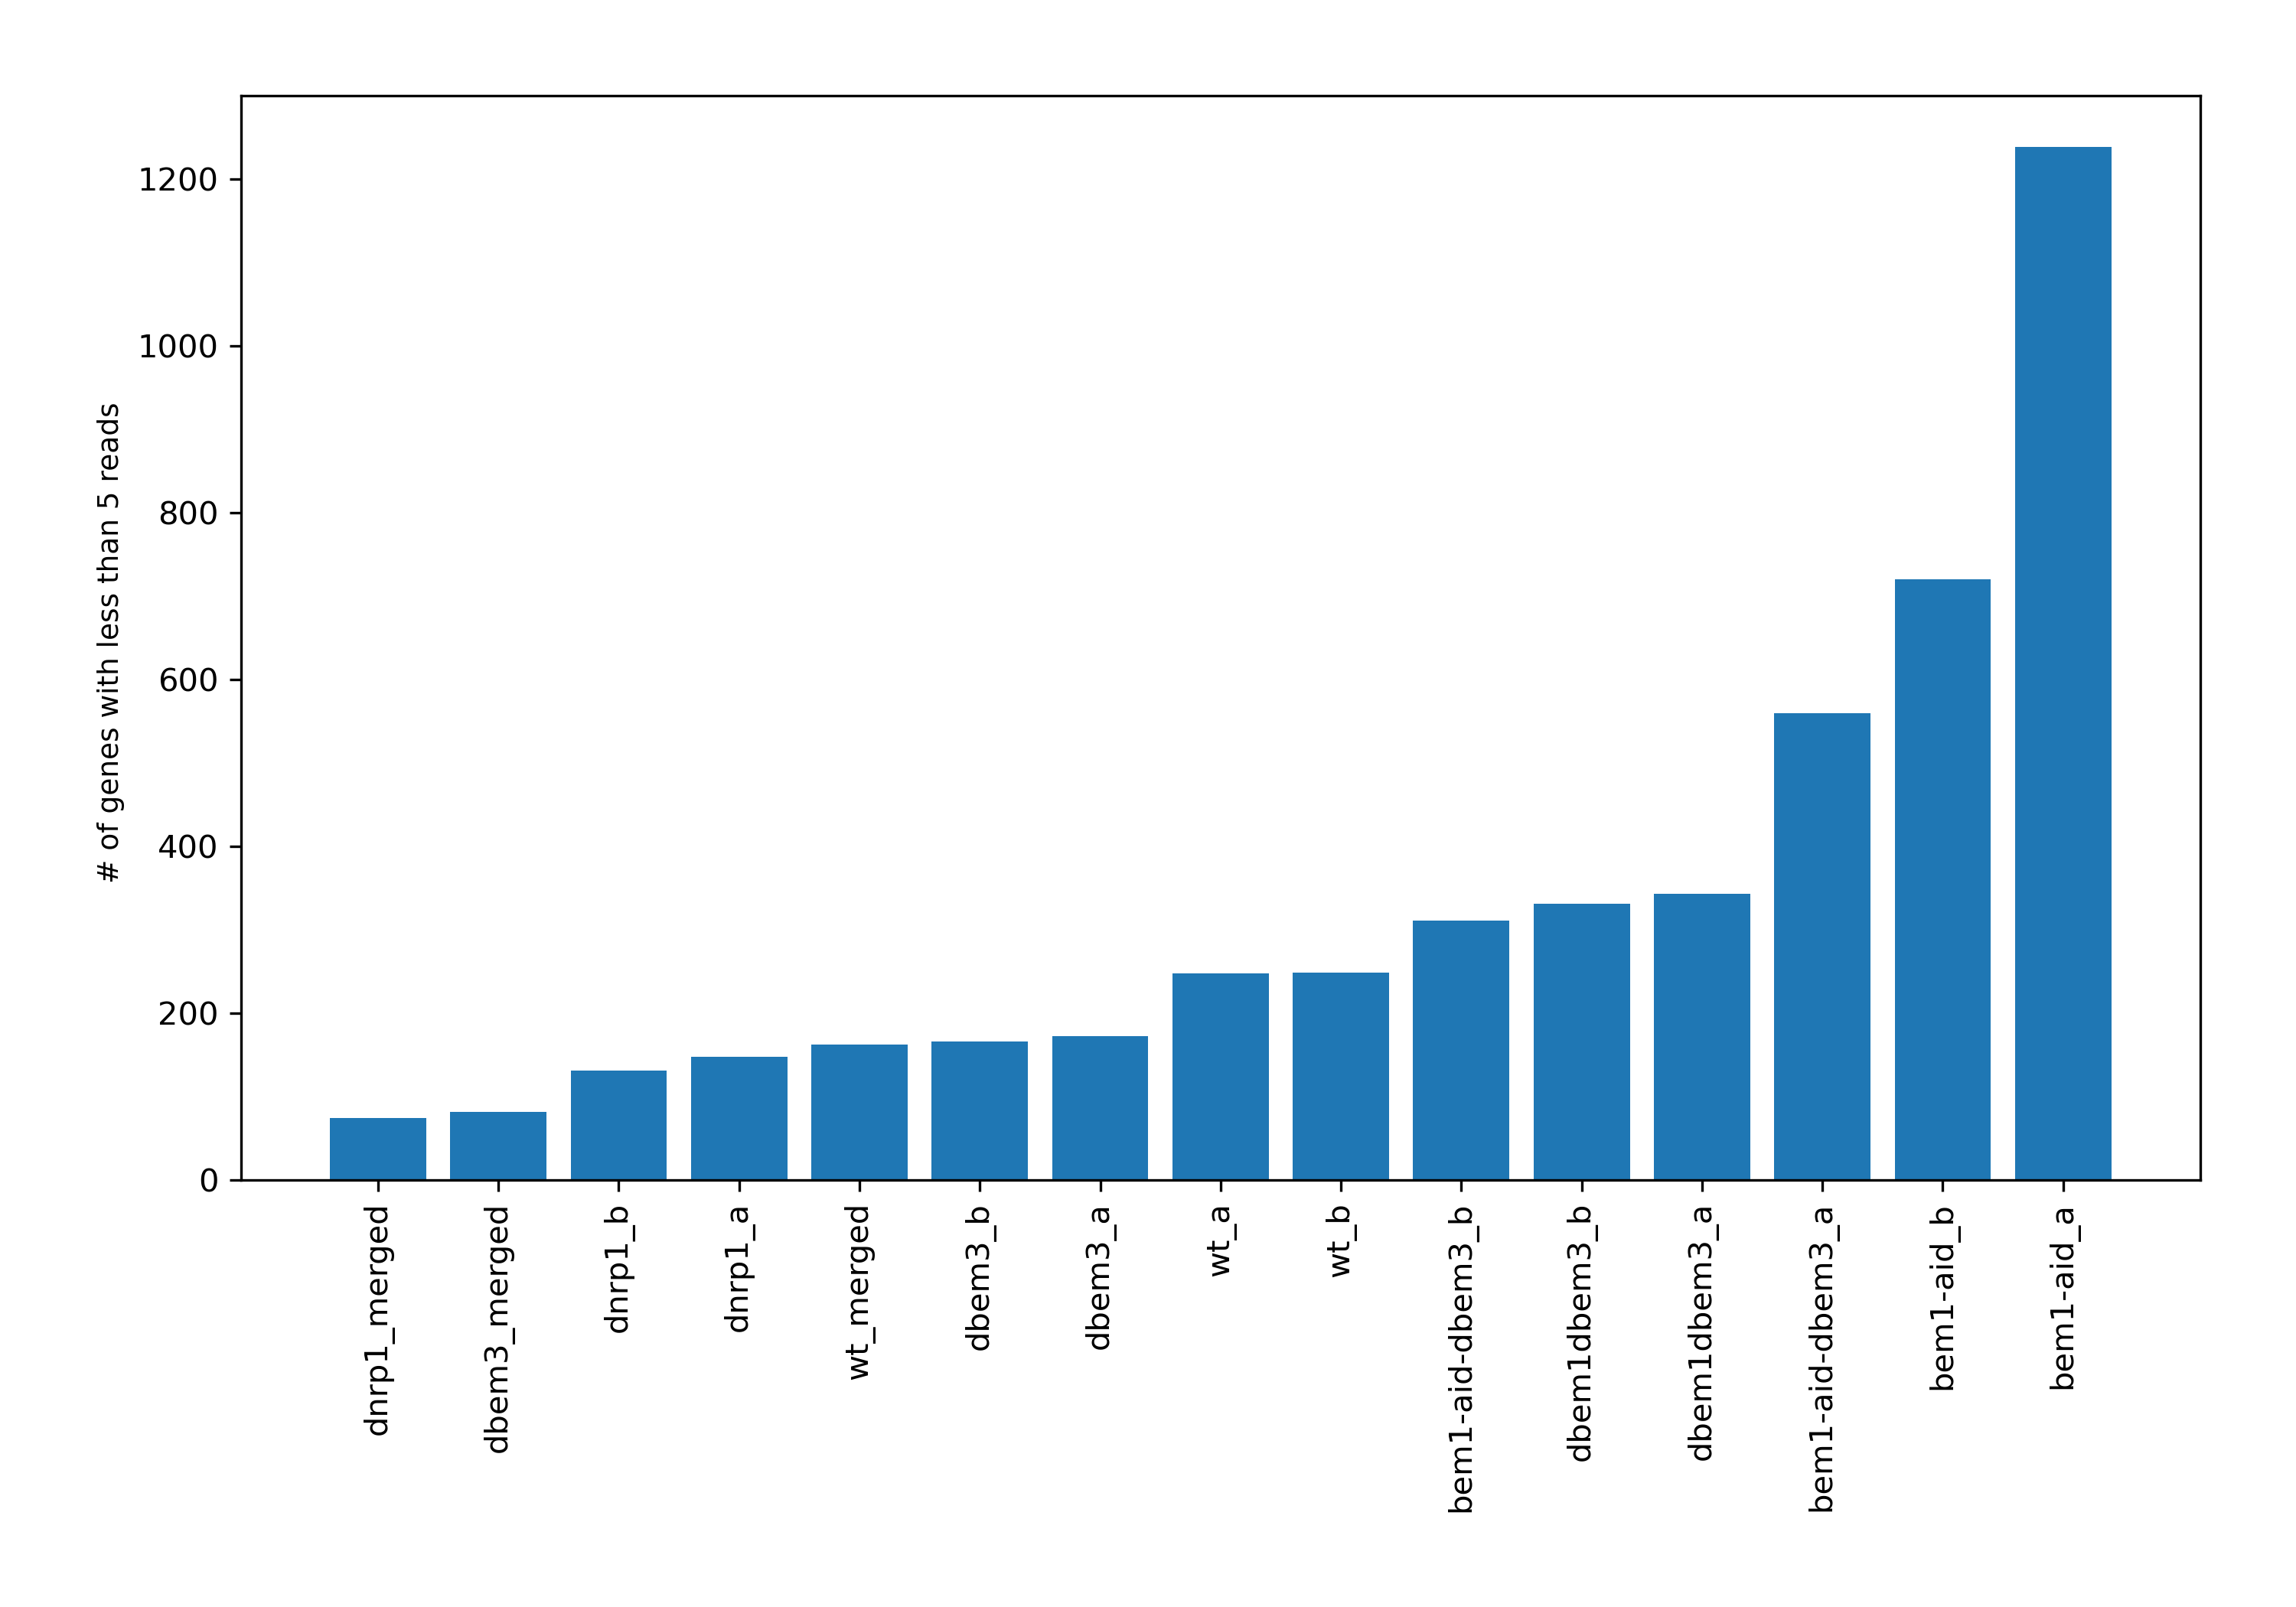 # of genes with less than 5 reads
1200
1000
800
600
400
200
0
dnrp1_merged
dbem3_merged
dnrp1_b
dnrp1_a
wt_merged
dbem3_b
dbem3_a
wt_a
wt_b
bem1-aid-dbem3_b
dbem1dbem3_b
dbem1dbem3_a
bem1-aid-dbem3_a
bem1-aid_b
bem1-aid_a